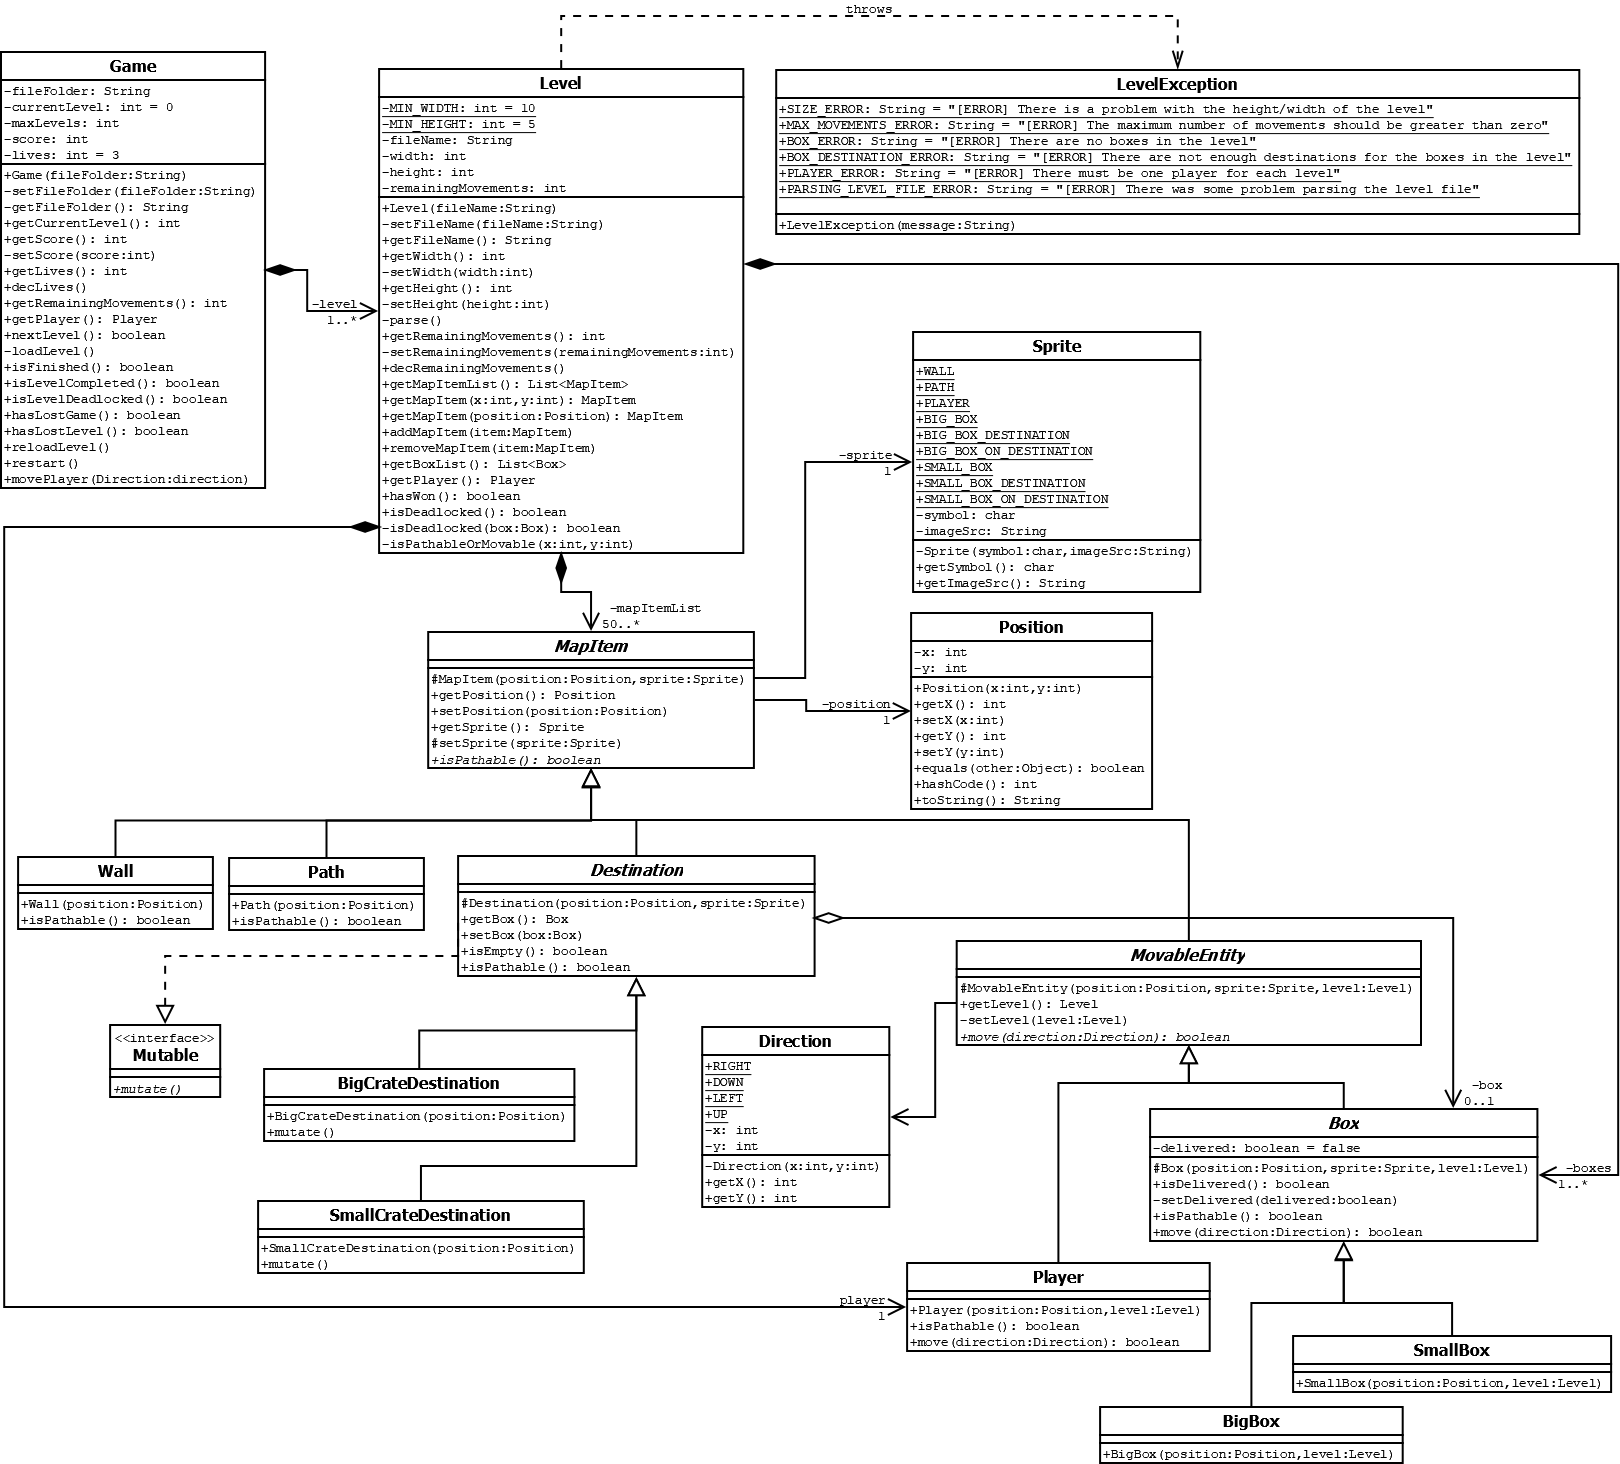 throws
Game
-fileFolder: String
-currentLevel: int = 0
-maxLevels: int
-score: int
-lives: int = 3
+Game(fileFolder:String)
-setFileFolder(fileFolder:String)
-getFileFolder(): String
+getCurrentLevel(): int
+getScore(): int
-setScore(score:int)
+getLives(): int
+decLives()
+getRemainingMovements(): int
+getPlayer(): Player
+nextLevel(): boolean
-loadLevel()
+isFinished(): boolean
+isLevelCompleted(): boolean
+isLevelDeadlocked(): boolean
+hasLostGame(): boolean
+hasLostLevel(): boolean
+reloadLevel()
+restart()
+movePlayer(Direction:direction)
-level
1..*
Level
-MIN_WIDTH: int = 10
-MIN_HEIGHT: int = 5
-fileName: String
-width: int
-height: int
-remainingMovements: int
+Level(fileName:String)
-setFileName(fileName:String)
+getFileName(): String
+getWidth(): int
-setWidth(width:int)
+getHeight(): int
-setHeight(height:int)
-parse()
+getRemainingMovements(): int
-setRemainingMovements(remainingMovements:int)
+decRemainingMovements()
+getMapItemList(): List<MapItem>
+getMapItem(x:int,y:int): MapItem
+getMapItem(position:Position): MapItem
+addMapItem(item:MapItem)
+removeMapItem(item:MapItem)
+getBoxList(): List<Box>
+getPlayer(): Player
+hasWon(): boolean
+isDeadlocked(): boolean
-isDeadlocked(box:Box): boolean
-isPathableOrMovable(x:int,y:int)
LevelException
+SIZE_ERROR: String = "[ERROR] There is a problem with the height/width of the level"
+MAX_MOVEMENTS_ERROR: String = "[ERROR] The maximum number of movements should be greater than zero"
+BOX_ERROR: String = "[ERROR] There are no boxes in the level"
+BOX_DESTINATION_ERROR: String = "[ERROR] There are not enough destinations for the boxes in the level"
+PLAYER_ERROR: String = "[ERROR] There must be one player for each level"
+PARSING_LEVEL_FILE_ERROR: String = "[ERROR] There was some problem parsing the level file"
+LevelException(message:String)
Sprite
+WALL
+PATH
+PLAYER
+BIG_BOX
+BIG_BOX_DESTINATION
+BIG_BOX_ON_DESTINATION
+SMALL_BOX
+SMALL_BOX_DESTINATION
+SMALL_BOX_ON_DESTINATION
-symbol: char
-imageSrc: String
-Sprite(symbol:char,imageSrc:String)
+getSymbol(): char
+getImageSrc(): String
-sprite
1
-mapItemList
50..*
MapItem
#MapItem(position:Position,sprite:Sprite)
+getPosition(): Position
+setPosition(position:Position)
+getSprite(): Sprite
#setSprite(sprite:Sprite)
+isPathable(): boolean
-position
1
Position
-x: int
-y: int
+Position(x:int,y:int)
+getX(): int
+setX(x:int)
+getY(): int
+setY(y:int)
+equals(other:Object): boolean
+hashCode(): int
+toString(): String
Wall
+Wall(position:Position)
+isPathable(): boolean
Path
+Path(position:Position)
+isPathable(): boolean
Destination
#Destination(position:Position,sprite:Sprite)
+getBox(): Box
+setBox(box:Box)
+isEmpty(): boolean
+isPathable(): boolean
MovableEntity
#MovableEntity(position:Position,sprite:Sprite,level:Level)
+getLevel(): Level
-setLevel(level:Level)
+move(direction:Direction): boolean
<<interface>>
Mutable
+mutate()
BigCrateDestination
+BigCrateDestination(position:Position)
+mutate()
Direction
+RIGHT
+DOWN
+LEFT
+UP
-x: int
-y: int
-Direction(x:int,y:int)
+getX(): int
+getY(): int
-box
0..1
Box
-delivered: boolean = false
#Box(position:Position,sprite:Sprite,level:Level)
+isDelivered(): boolean
-setDelivered(delivered:boolean)
+isPathable(): boolean
+move(direction:Direction): boolean
-boxes
1..*
SmallCrateDestination
+SmallCrateDestination(position:Position)
+mutate()
player
1
Player
+Player(position:Position,level:Level)
+isPathable(): boolean
+move(direction:Direction): boolean
SmallBox
+SmallBox(position:Position,level:Level)
BigBox
+BigBox(position:Position,level:Level)